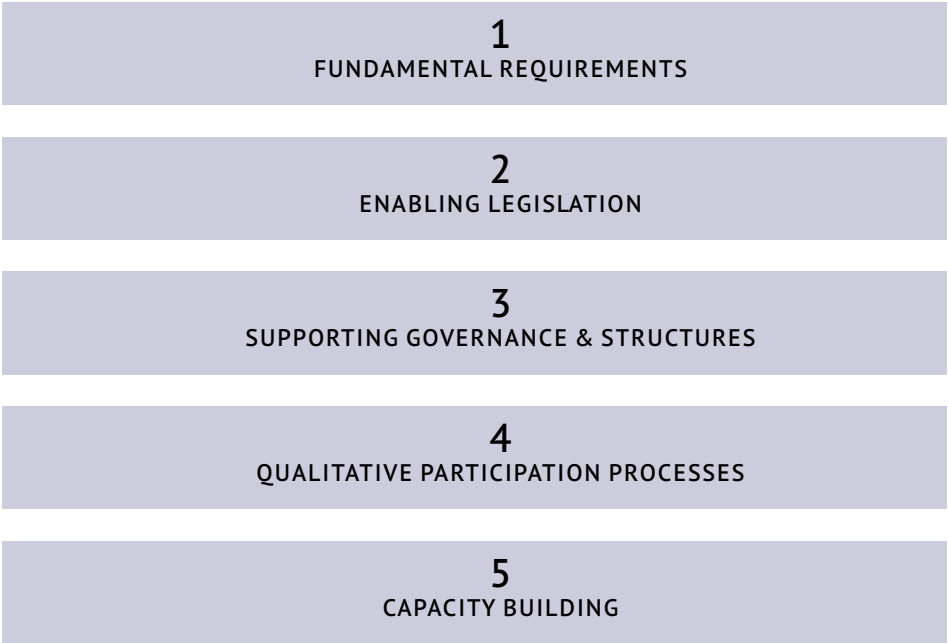 1
FUNDAMENTAL REQUIREMENTS
2
ENABLING LEGISLATION
3
SUPPORTING GOVERNANCE & STRUCTURES
4
QUALITATIVE PARTICIPATION PROCESSES
5
CAPACITY BUILDING